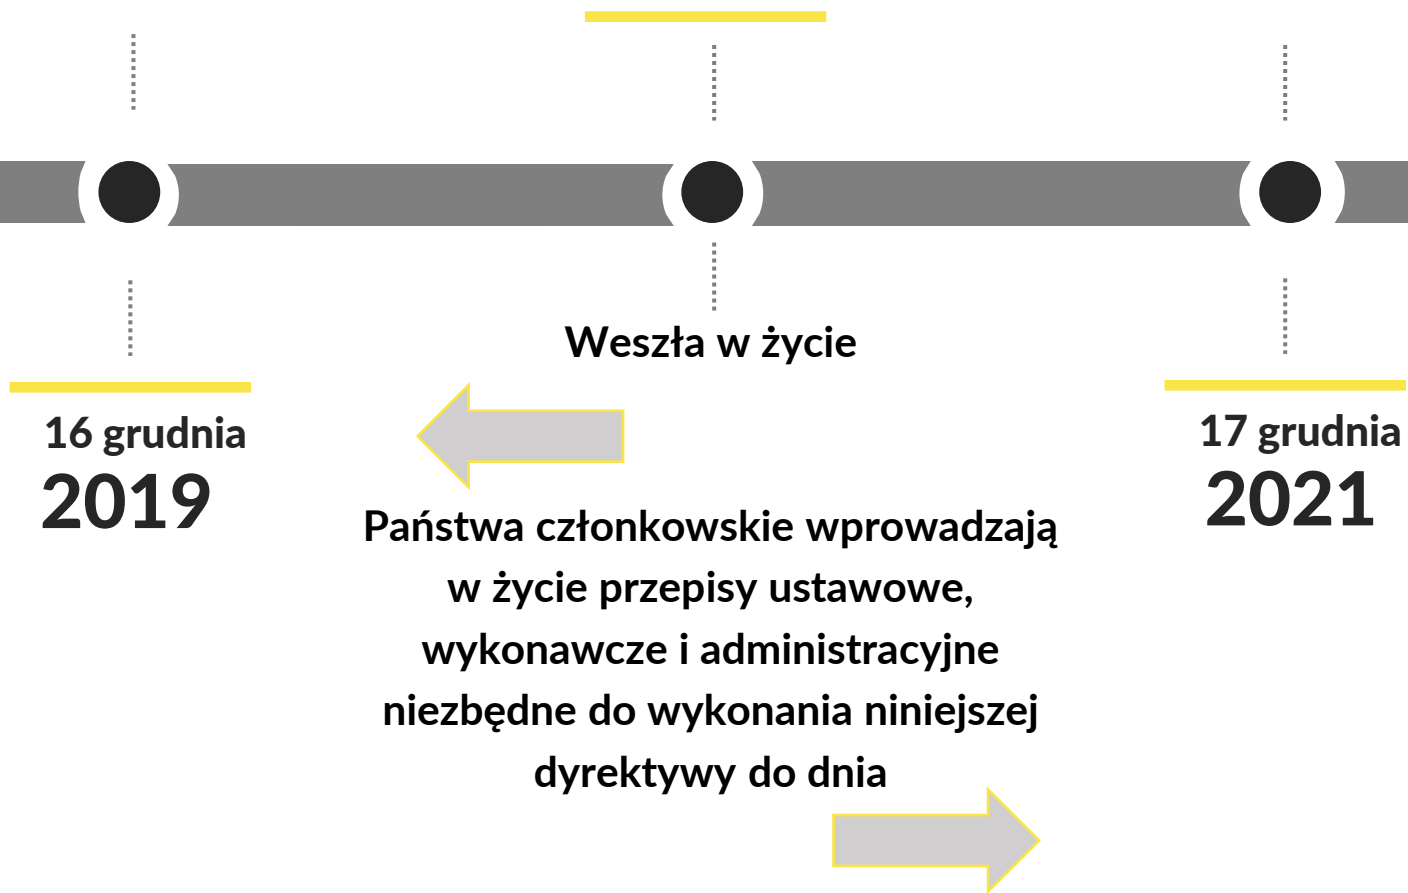 Weszła w życie
16 grudnia
2019
17 grudnia
2021
Państwa członkowskie wprowadzają
w życie przepisy ustawowe,
wykonawcze i administracyjne
niezbędne do wykonania niniejszej
dyrektywy do dnia